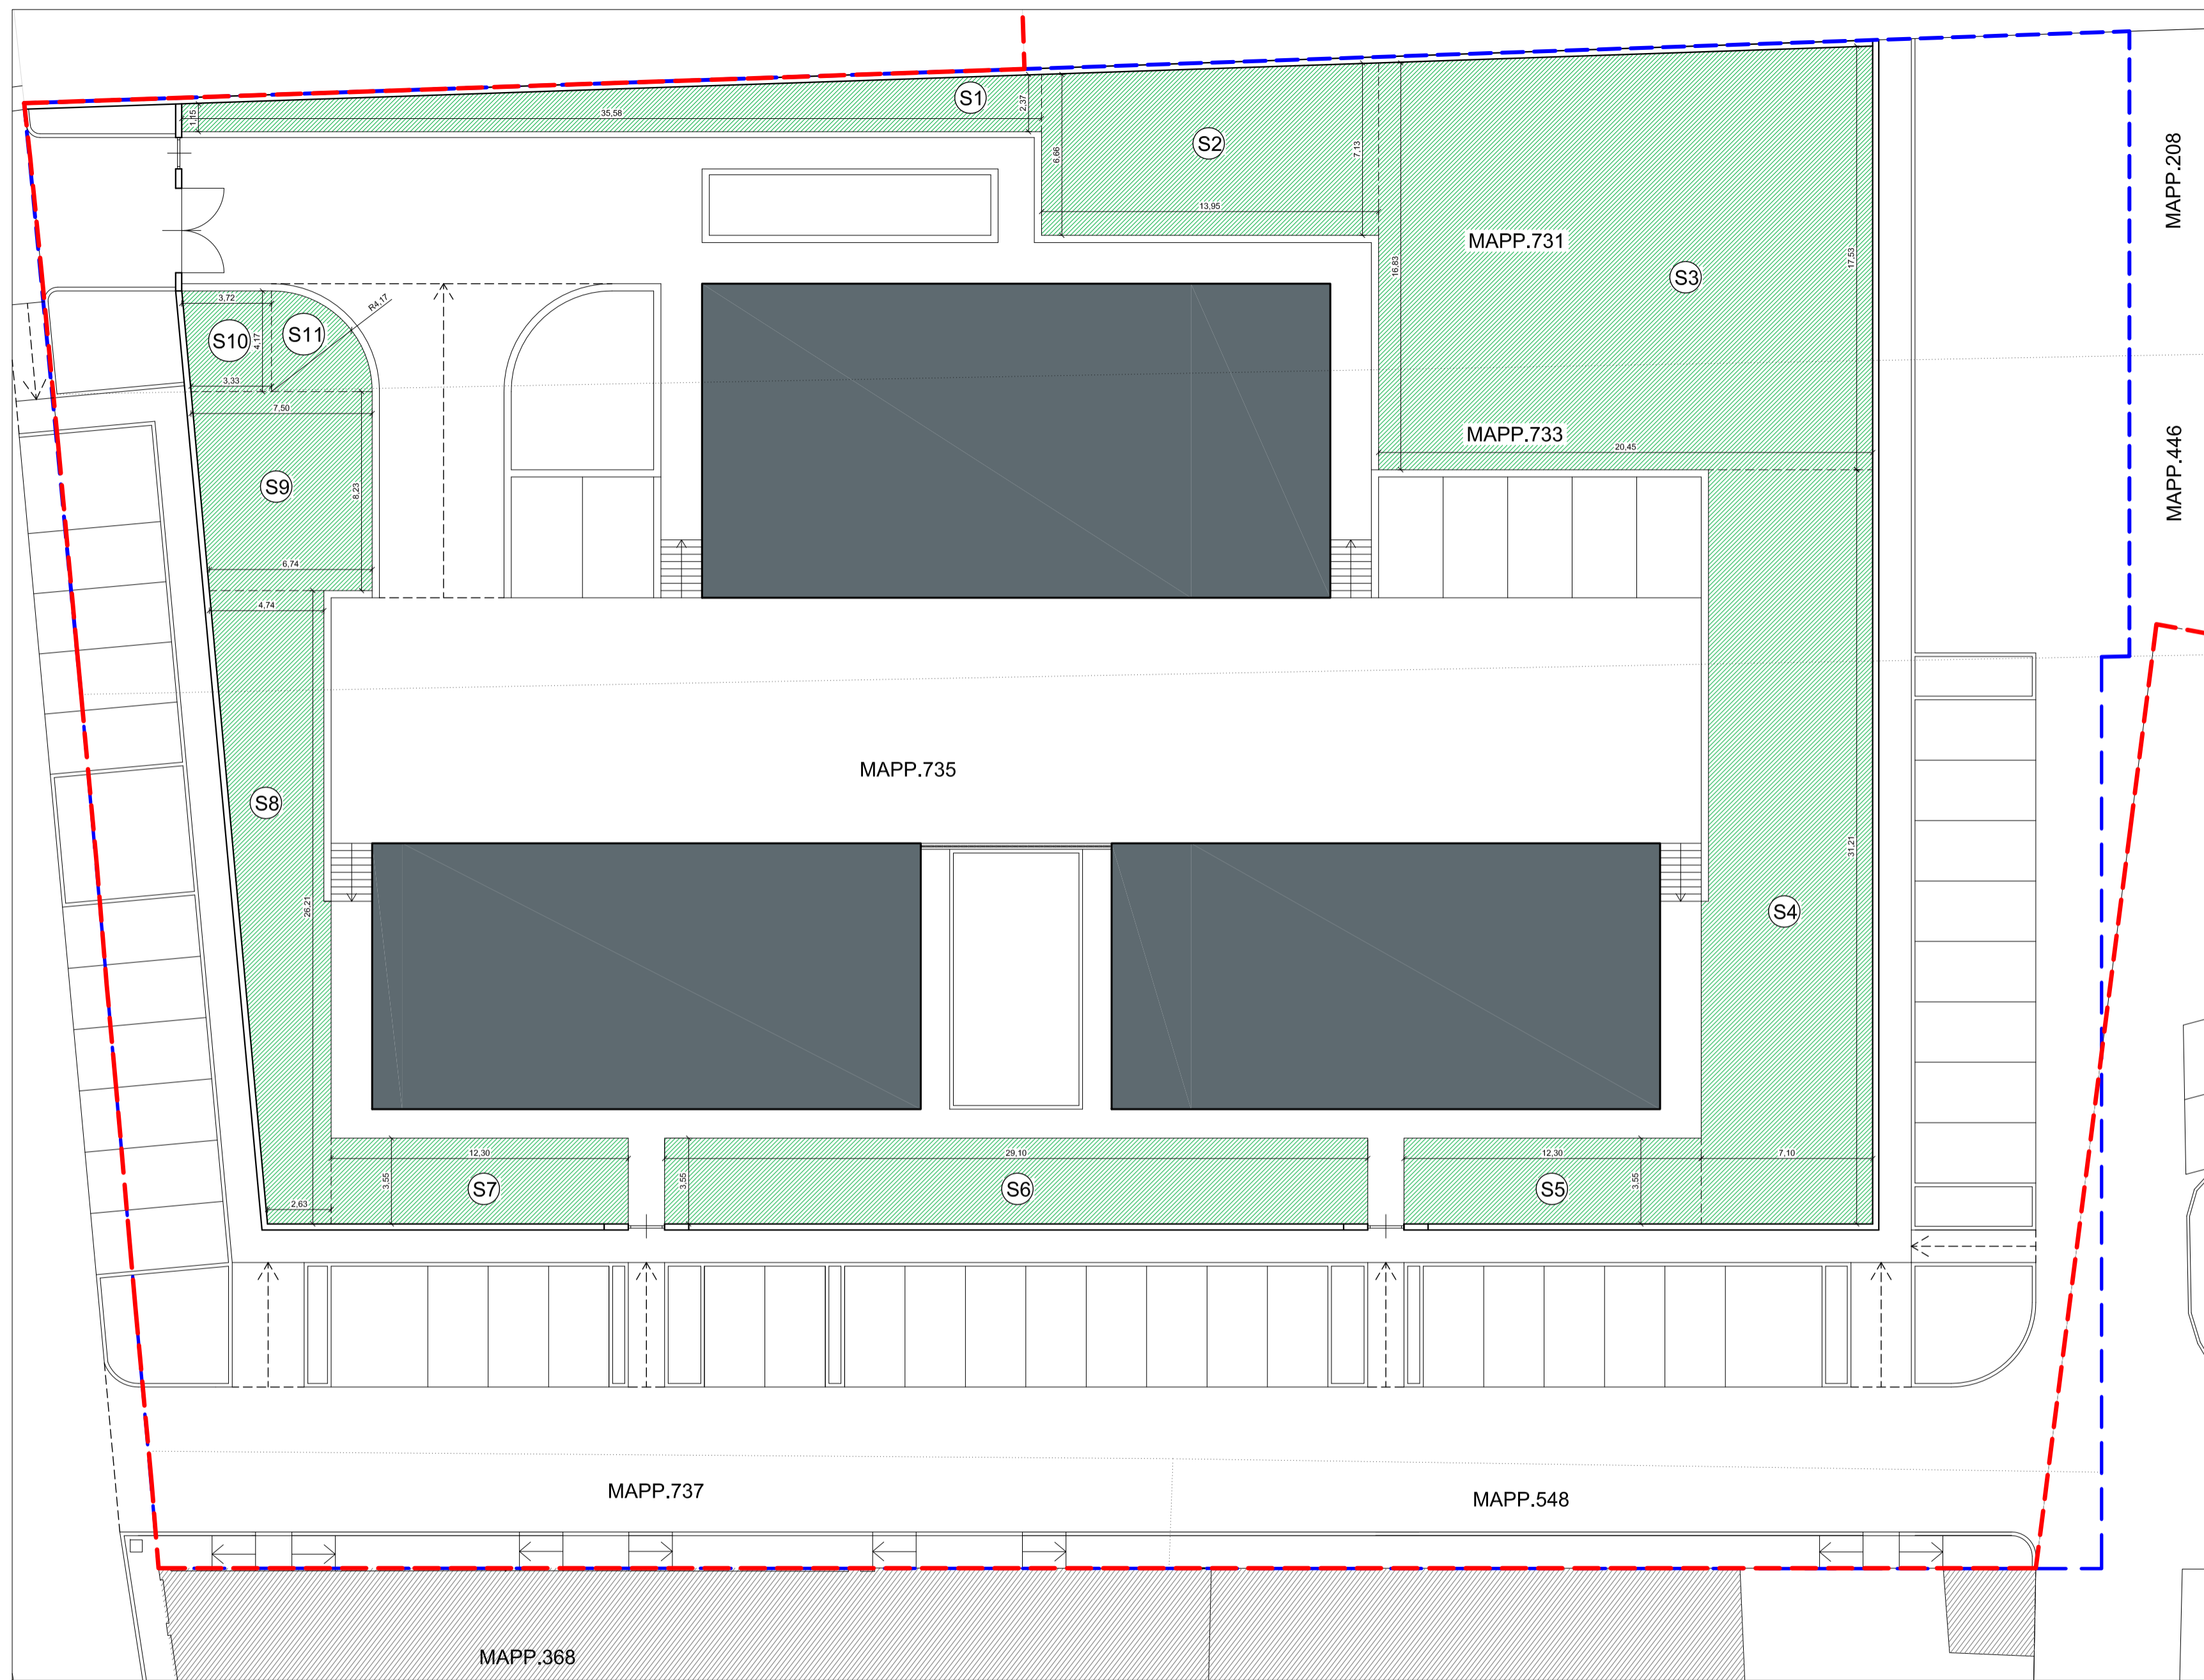 S1
1,15
35,58
2,37
S2
6,66
7,13
13,95
MAPP.208
MAPP.731
16,83
S3
17,53
3,72
R4,17
S10
S11
4,17
3,33
7,50
MAPP.733
20,45
MAPP.446
S9
8,23
6,74
4,74
MAPP.735
S8
26,21
31,21
S4
12,30
29,10
12,30
7,10
3,55
S7
3,55
S6
S5
3,55
2,63
MAPP.737
MAPP.548
MAPP.368